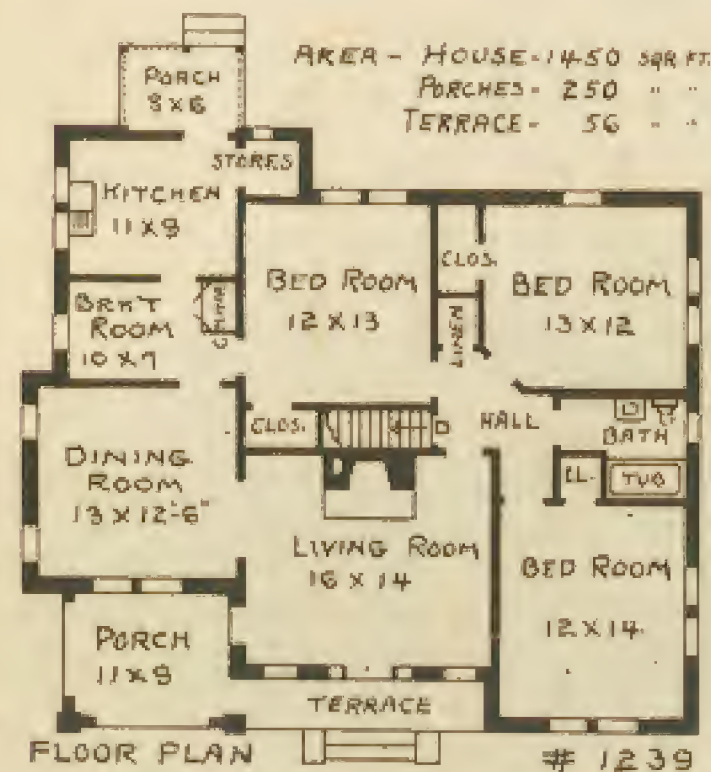 AREA - HOUSE - 1450 SQR FT.
PORCHES - 250 " "
TERRACE - 56 " "
PORCH
8 X 6
STORES
KITCHEN
11 X 9
BED ROOM
12 X 13
CLOS.
BED ROOM
13 X 12
BRK'T
ROOM
10 X 7
LINEN
CLOS.
HALL
BATH
DINING
ROOM
13 X 12'-6"
CL.
TUB
LIVING ROOM
16 X 14
BED ROOM
12 X 14
PORCH
11 X 9
TERRACE
FLOOR PLAN
# 1239